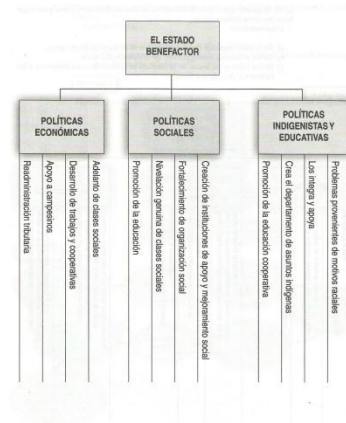 EL ESTADO
BENEFACTOR
POLÍTICAS
ECONÓMICAS
Readministración tributaria
Apoyo a campesinos
Desarrollo de trabajos y cooperativas
Adelanto de clases sociales
POLÍTICAS
SOCIALES
Promoción de la educación
Nivelación genuina de clases sociales
Fortalecimiento de organización social
Creación de instituciones de apoyo y mejoramiento social
POLÍTICAS
INDIGENISTAS Y
EDUCATIVAS
Promoción de la educación cooperativa
Crea el departamento de asuntos indígenas
Los integra y apoya
Problemas provenientes de motivos raciales